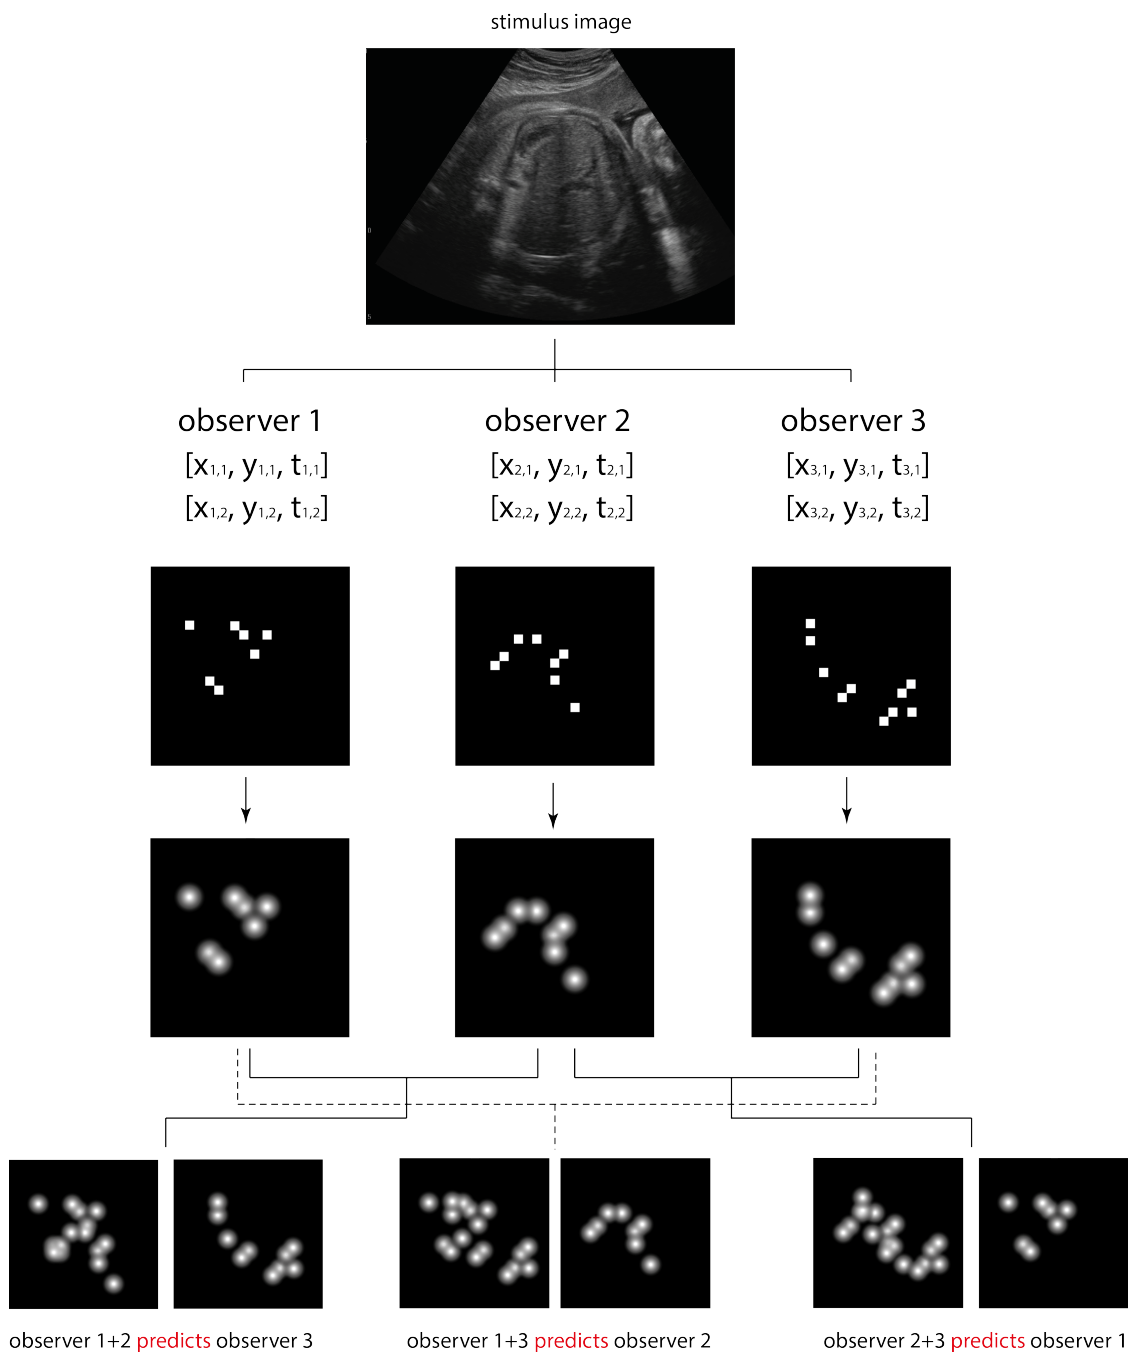 stimulus image
observer 1 observer 2 observer 3
[x1,1, y1,1, t1,1] [x2,1, y2,1, t2,1] [x3,1, y3,1, t3,1]
[x1,2, y1,2, t1,2] [x2,2, y2,2, t2,2] [x3,2, y3,2, t3,2]
observer 1+2 predicts observer 3 observer 1+3 predicts observer 2 observer 2+3 predicts observer 1